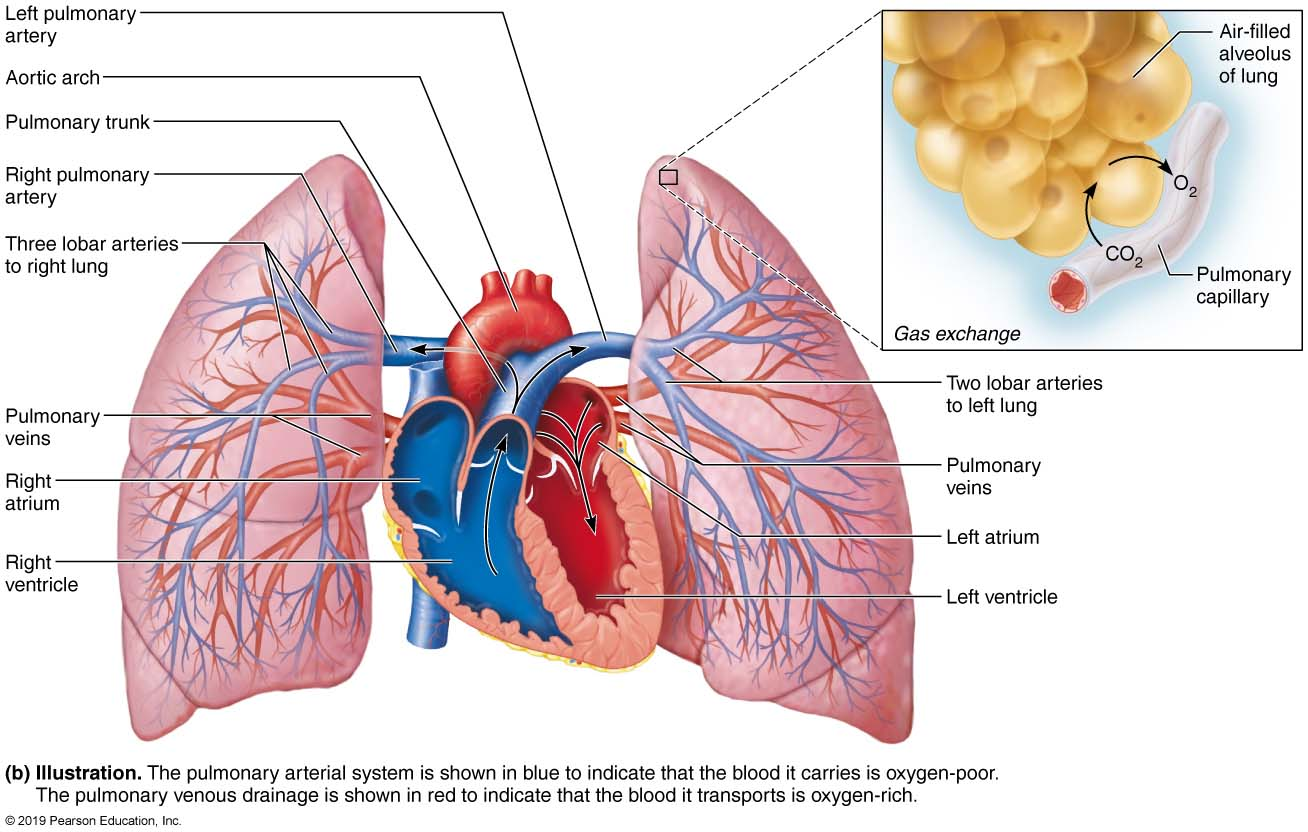 Left pulmonary
artery
Aortic arch
Pulmonary trunk
Right pulmonary
artery
Three lobar arteries
to right lung
Pulmonary
veins
Right
atrium
Right
ventricle
Air-filled
alveolus
of lung
O2
CO2
Pulmonary
capillary
Gas exchange
Two lobar arteries
to left lung
Pulmonary
veins
Left atrium
Left ventricle
(b) Illustration. The pulmonary arterial system is shown in blue to indicate that the blood it carries is oxygen-poor.
The pulmonary venous drainage is shown in red to indicate that the blood it transports is oxygen-rich.
© 2019 Pearson Education, Inc.